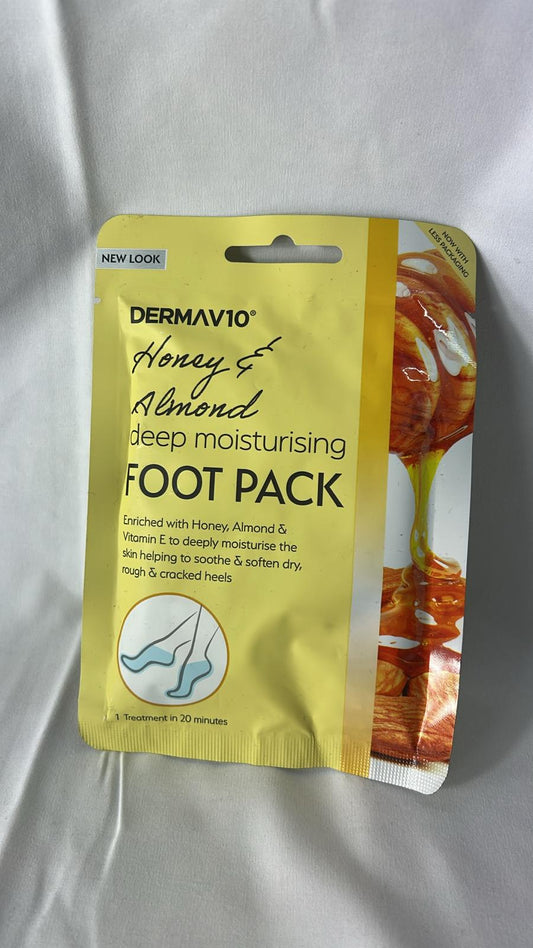 NEW LOOK
NOW WITH
LESS PACKAGING
DERMAV10®
Honey &
Almond
deep moisturising
FOOT PACK
Enriched with Honey, Almond &
Vitamin E to deeply moisturise the
skin helping to soothe & soften dry,
rough & cracked heels
1 Treatment in 20 minutes